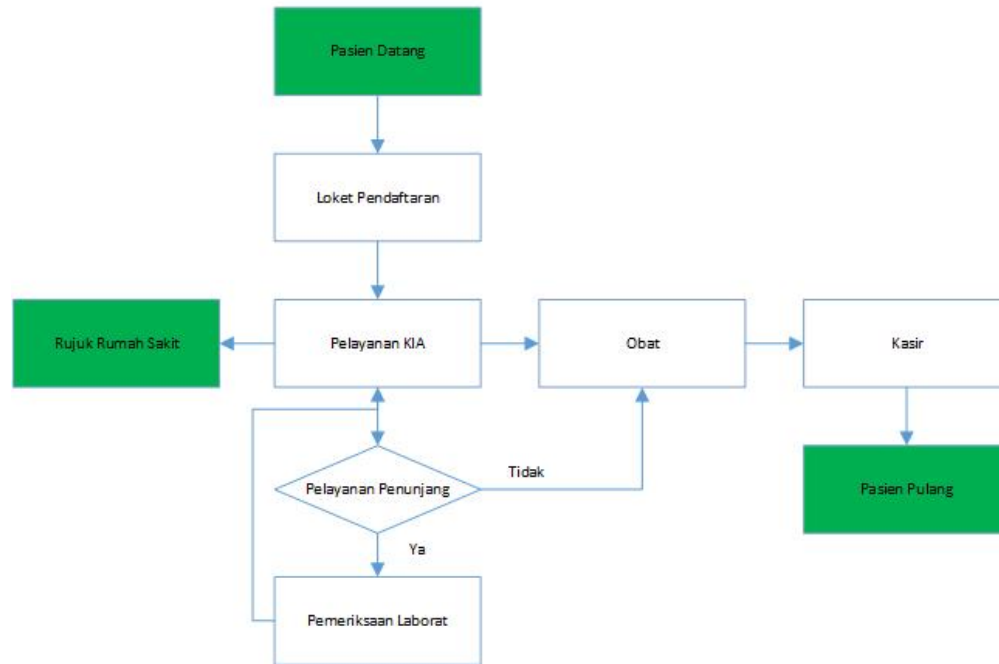 Pasien Datang
Loket Pendaftaran
Rujuk Rumah Sakit
Pelayanan KIA
Obat
Kasir
Pelayanan Penunjang
Tidak
Pasien Pulang
Ya
Pemeriksaan Laborat